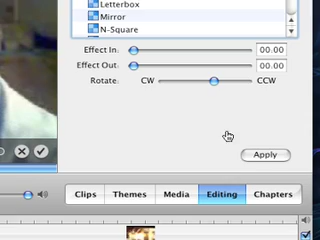 Letterbox
Mirror
N-Square
Effect In: 00.00
Effect Out: 00.00
Rotate: CW CCW
Apply
Clips Themes Media Editing Chapters